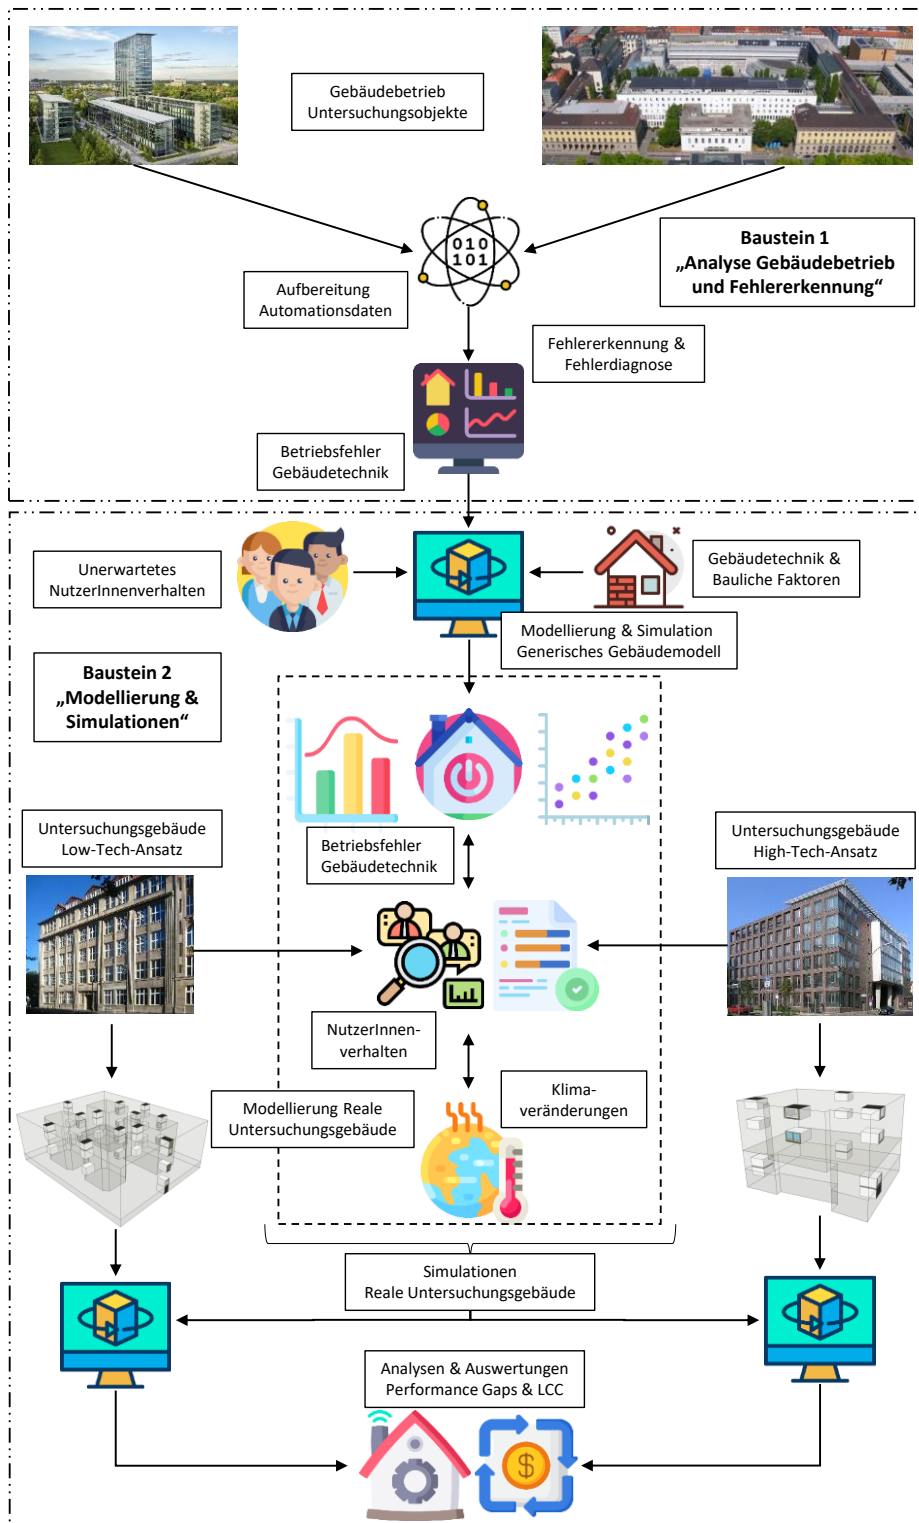 Gebäudebetrieb
Untersuchungsobjekte
010
101
Baustein 1
„Analyse Gebäudebetrieb
und Fehlererkennung“
Aufbereitung
Automationsdaten
Fehlererkennung &
Fehlerdiagnose
Betriebsfehler
Gebäudetechnik
Unerwartetes
NutzerInnenverhalten
Gebäudetechnik &
Bauliche Faktoren
Modellierung & Simulation
Generisches Gebäudemodell
Baustein 2
„Modellierung &
Simulationen“
Untersuchungsgebäude
Low-Tech-Ansatz
Betriebsfehler
Gebäudetechnik
Untersuchungsgebäude
High-Tech-Ansatz
NutzerInnen-
verhalten
Modellierung Reale
Untersuchungsgebäude
Klima-
veränderungen
Simulationen
Reale Untersuchungsgebäude
Analysen & Auswertungen
Performance Gaps & LCC
$